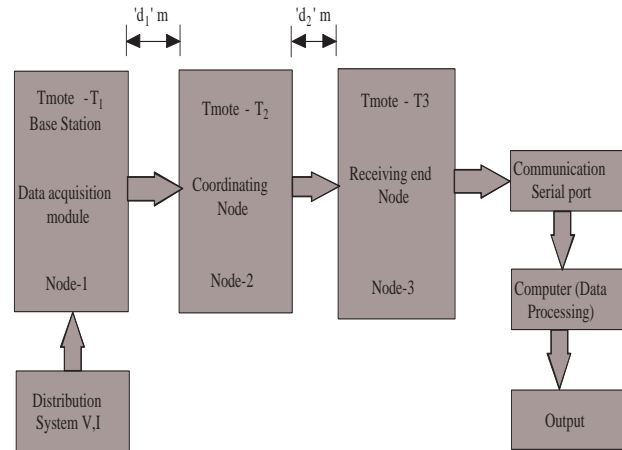 'd₁' m
'd₂' m
Tmote - T₁
Base Station
Data acquisition
module
Node-1
Tmote - T₂
Coordinating
Node
Node-2
Tmote - T3
Receiving end
Node
Node-3
Communication
Serial port
Computer (Data
Processing)
Output
Distribution
System V,I